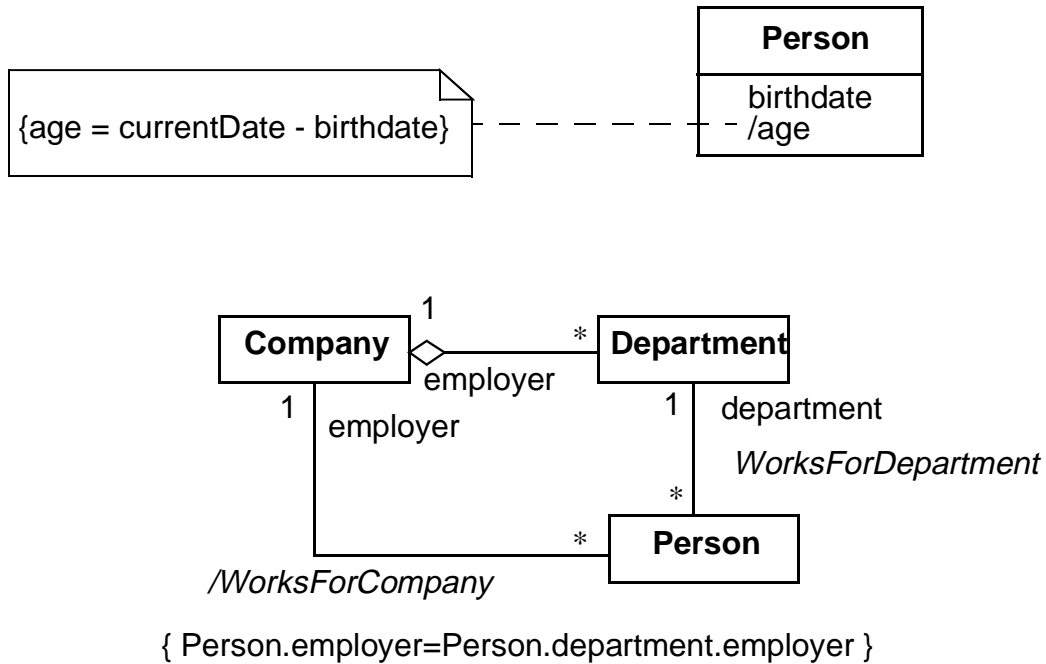 Person
birthdate
/age
{age = currentDate - birthdate}
1
Company
*
Department
employer
1
employer
1
department
WorksForDepartment
*
*
Person
/WorksForCompany
{ Person.employer=Person.department.employer }